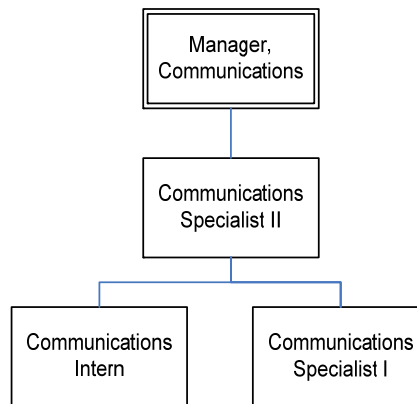 Manager,
Communications
Communications
Specialist II
Communications
Intern
Communications
Specialist I